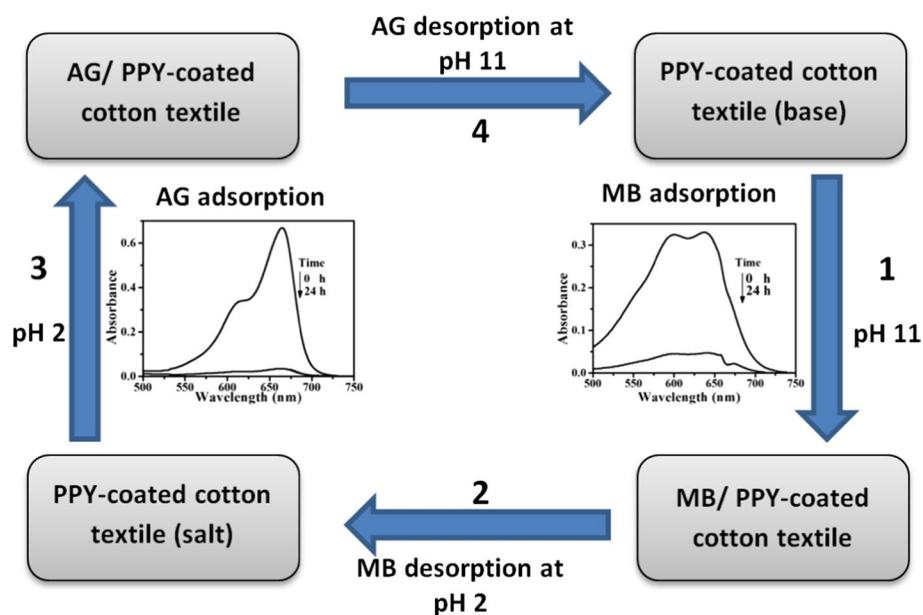 AG/ PPY-coated
cotton textile
AG desorption at
pH 11
4
PPY-coated cotton
textile (base)
3
pH 2
AG adsorption
Absorbance
0.6
0.4
0.2
0.0
Time
0 h
24 h
500 550 600 650 700 750
Wavelength (nm)
MB adsorption
Absorbance
0.3
0.2
0.1
0.0
Time
0 h
24 h
500 550 600 650 700 750
Wavelength (nm)
1
pH 11
PPY-coated cotton
textile (salt)
2
MB desorption at
pH 2
MB/ PPY-coated
cotton textile